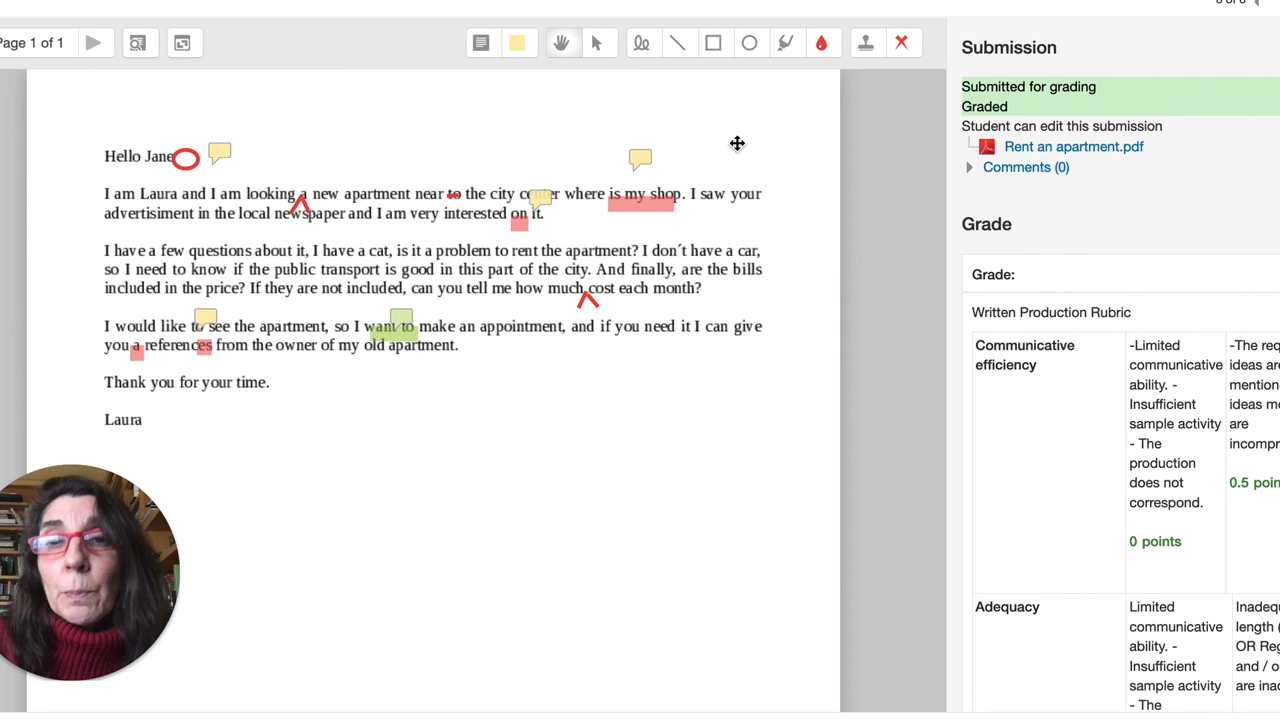 Page 1 of 1
Hello Jane
I am Laura and I am looking a new apartment near to the city center where is my shop. I saw your
advertisiment in the local newspaper and I am very interested on it.
I have a few questions about it, I have a cat, is it a problem to rent the apartment? I don´t have a car,
so I need to know if the public transport is good in this part of the city. And finally, are the bills
included in the price? If they are not included, can you tell me how much cost each month?
I would like to see the apartment, so I want to make an appointment, and if you need it I can give
you a references from the owner of my old apartment.
Thank you for your time.
Laura
Submission
Submitted for grading
Graded
Student can edit this submission
Rent an apartment.pdf
Comments (0)
Grade
Grade:
Written Production Rubric
Communicative
efficiency
-Limited
communicative
ability. -
Insufficient
sample activity
- The
production
does not
correspond.
0 points
-The req
ideas are
mentione
ideas me
are
incompr
0.5 poin
Adequacy
Limited
communicative
ability. -
Insufficient
sample activity
- The
Inadequ
length (
OR Reg
and / o
are inad